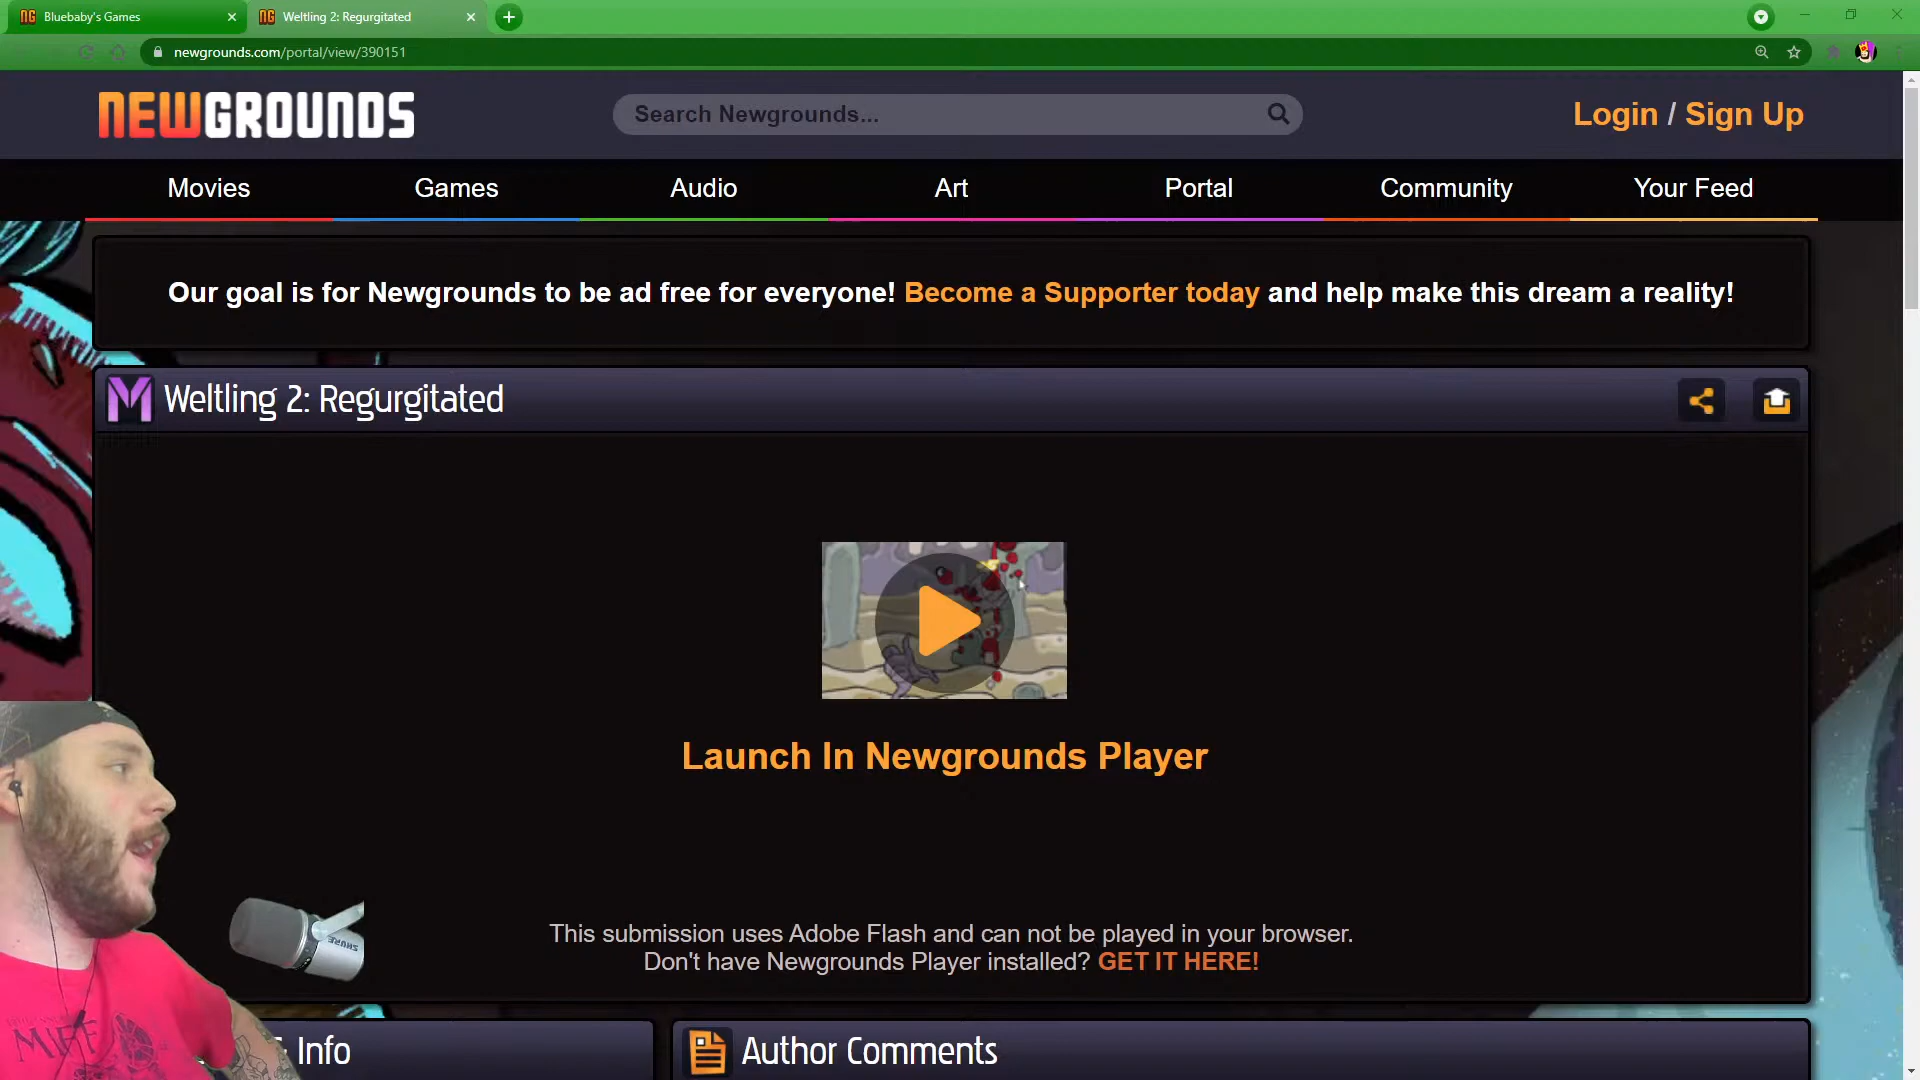 Bluebaby's Games
Weltling 2: Regurgitated
newgrounds.com/portal/view/390151
NEWGROUNDS
Search Newgrounds...
Login / Sign Up
Movies Games Audio Art Portal Community Your Feed
Our goal is for Newgrounds to be ad free for everyone! Become a Supporter today and help make this dream a reality!
M Weltling 2: Regurgitated
Launch In Newgrounds Player
This submission uses Adobe Flash and can not be played in your browser.
Don't have Newgrounds Player installed? GET IT HERE!
SHURE
Info
Author Comments